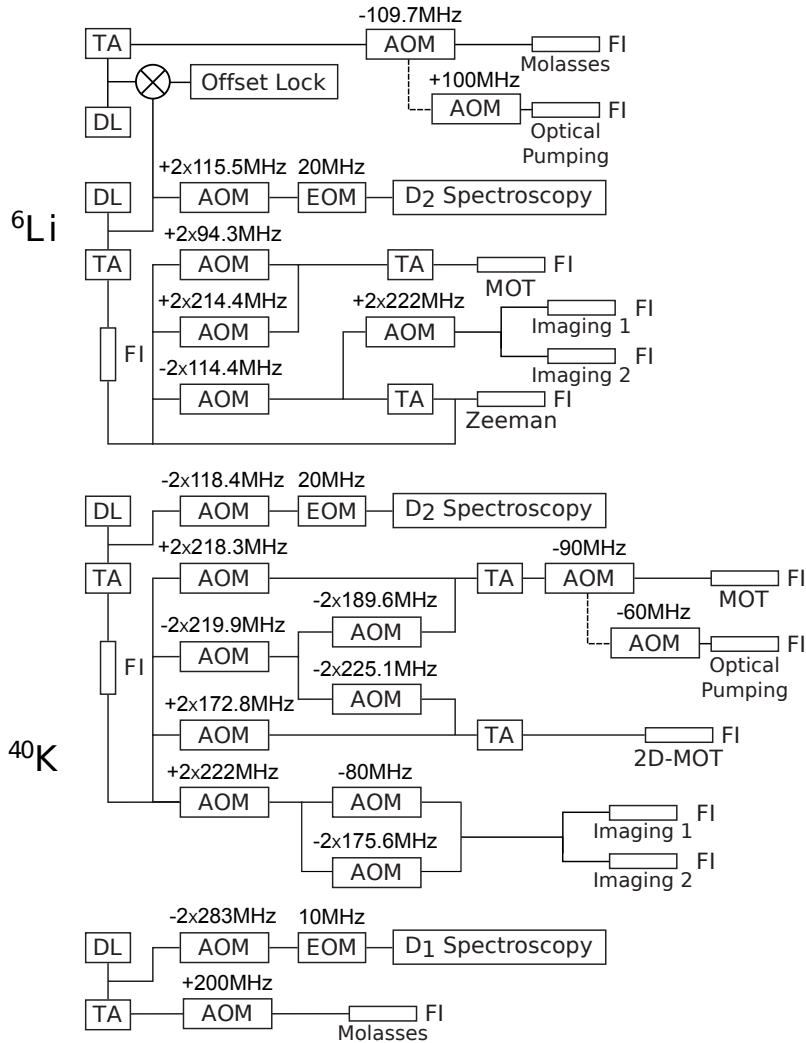 -109.7MHz
TA AOM FI
Molasses
+100MHz
Offset Lock
AOM FI
DL
Optical
Pumping
+2x115.5MHz 20MHz
DL AOM EOM D2 Spectroscopy
6Li
+2x94.3MHz
TA AOM TA FI
MOT
+2x214.4MHz +2x222MHz
AOM AOM FI
Imaging 1
FI
-2x114.4MHz FI
Imaging 2
AOM TA FI
Zeeman
-2x118.4MHz 20MHz
DL AOM EOM D2 Spectroscopy
+2x218.3MHz -90MHz
TA AOM TA AOM FI
MOT
-2x189.6MHz
-2x219.9MHz AOM -60MHz
FI AOM AOM FI
-2x225.1MHz Optical
Pumping
AOM
+2x172.8MHz
40K
AOM TA FI
2D-MOT
+2x222MHz -80MHz
AOM AOM FI
Imaging 1
-2x175.6MHz
AOM FI
Imaging 2
-2x283MHz 10MHz
DL AOM EOM D1 Spectroscopy
+200MHz
TA AOM FI
Molasses